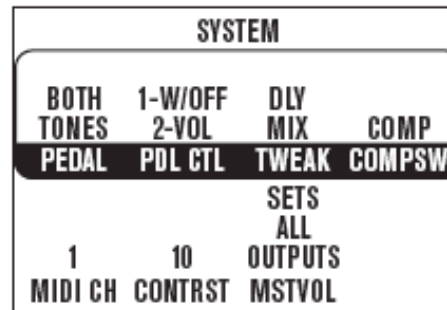 SYSTEM
BOTH 1-W/OFF DLY
TONES 2-VOL MIX COMP
PEDAL PDL CTL TWEAK COMPSW
SETS
ALL
1 10 OUTPUTS
MIDI CH CONTRST MSTVOL